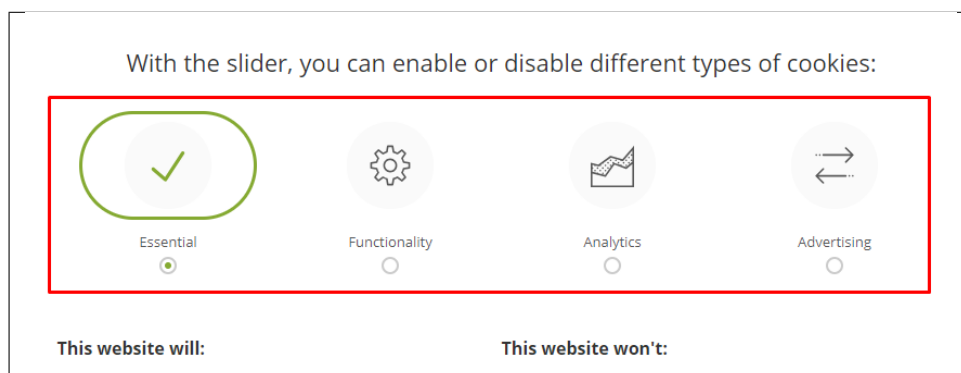 With the slider, you can enable or disable different types of cookies:
Essential Functionality Analytics Advertising
This website will: This website won't: